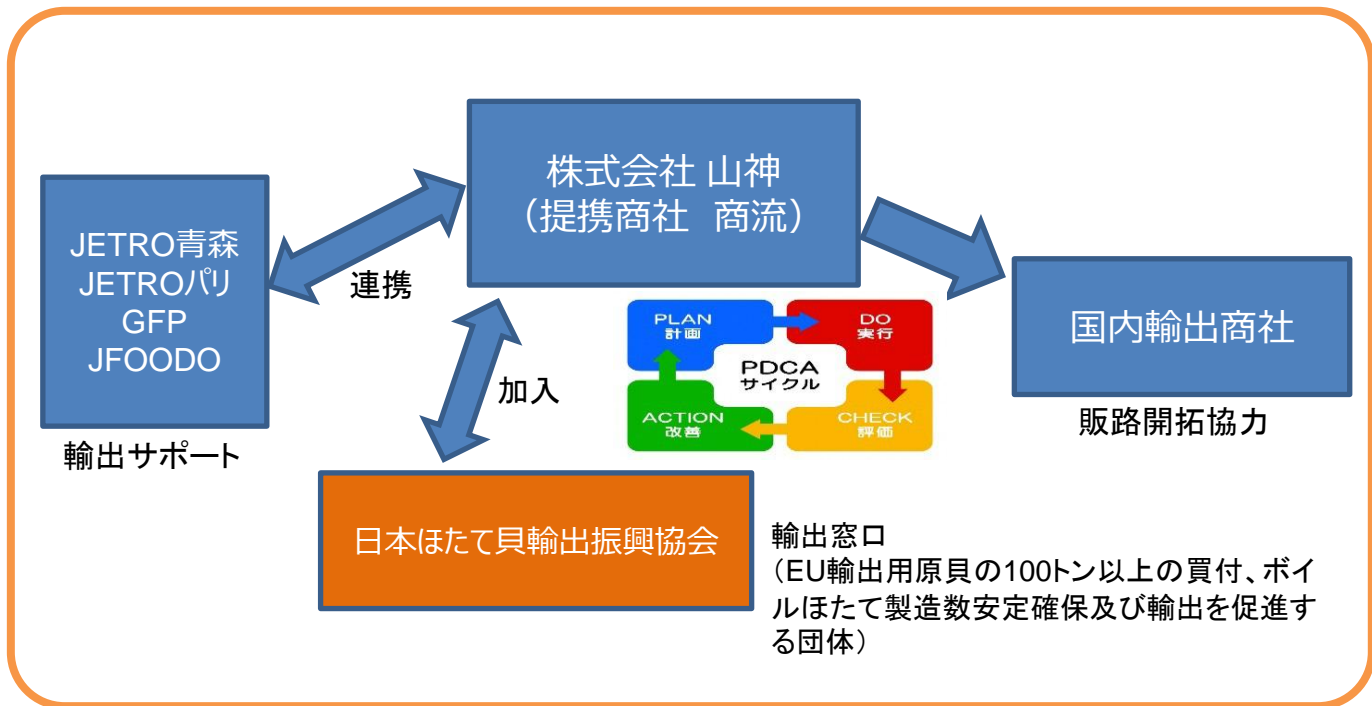 株式会社 山神
（提携商社　商流）
JETRO青森
JETROパリ
GFP
JFOODO
輸出サポート
連携
加入
PLAN
計画
DO
実行
PDCA
サイクル
ACTION
改善
CHECK
評価
国内輸出商社
販路開拓協力
日本ほたて貝輸出振興協会
輸出窓口
（EU輸出用原貝の100トン以上の買付、ボイ
ルほたて製造数安定確保及び輸出を促進す
る団体）